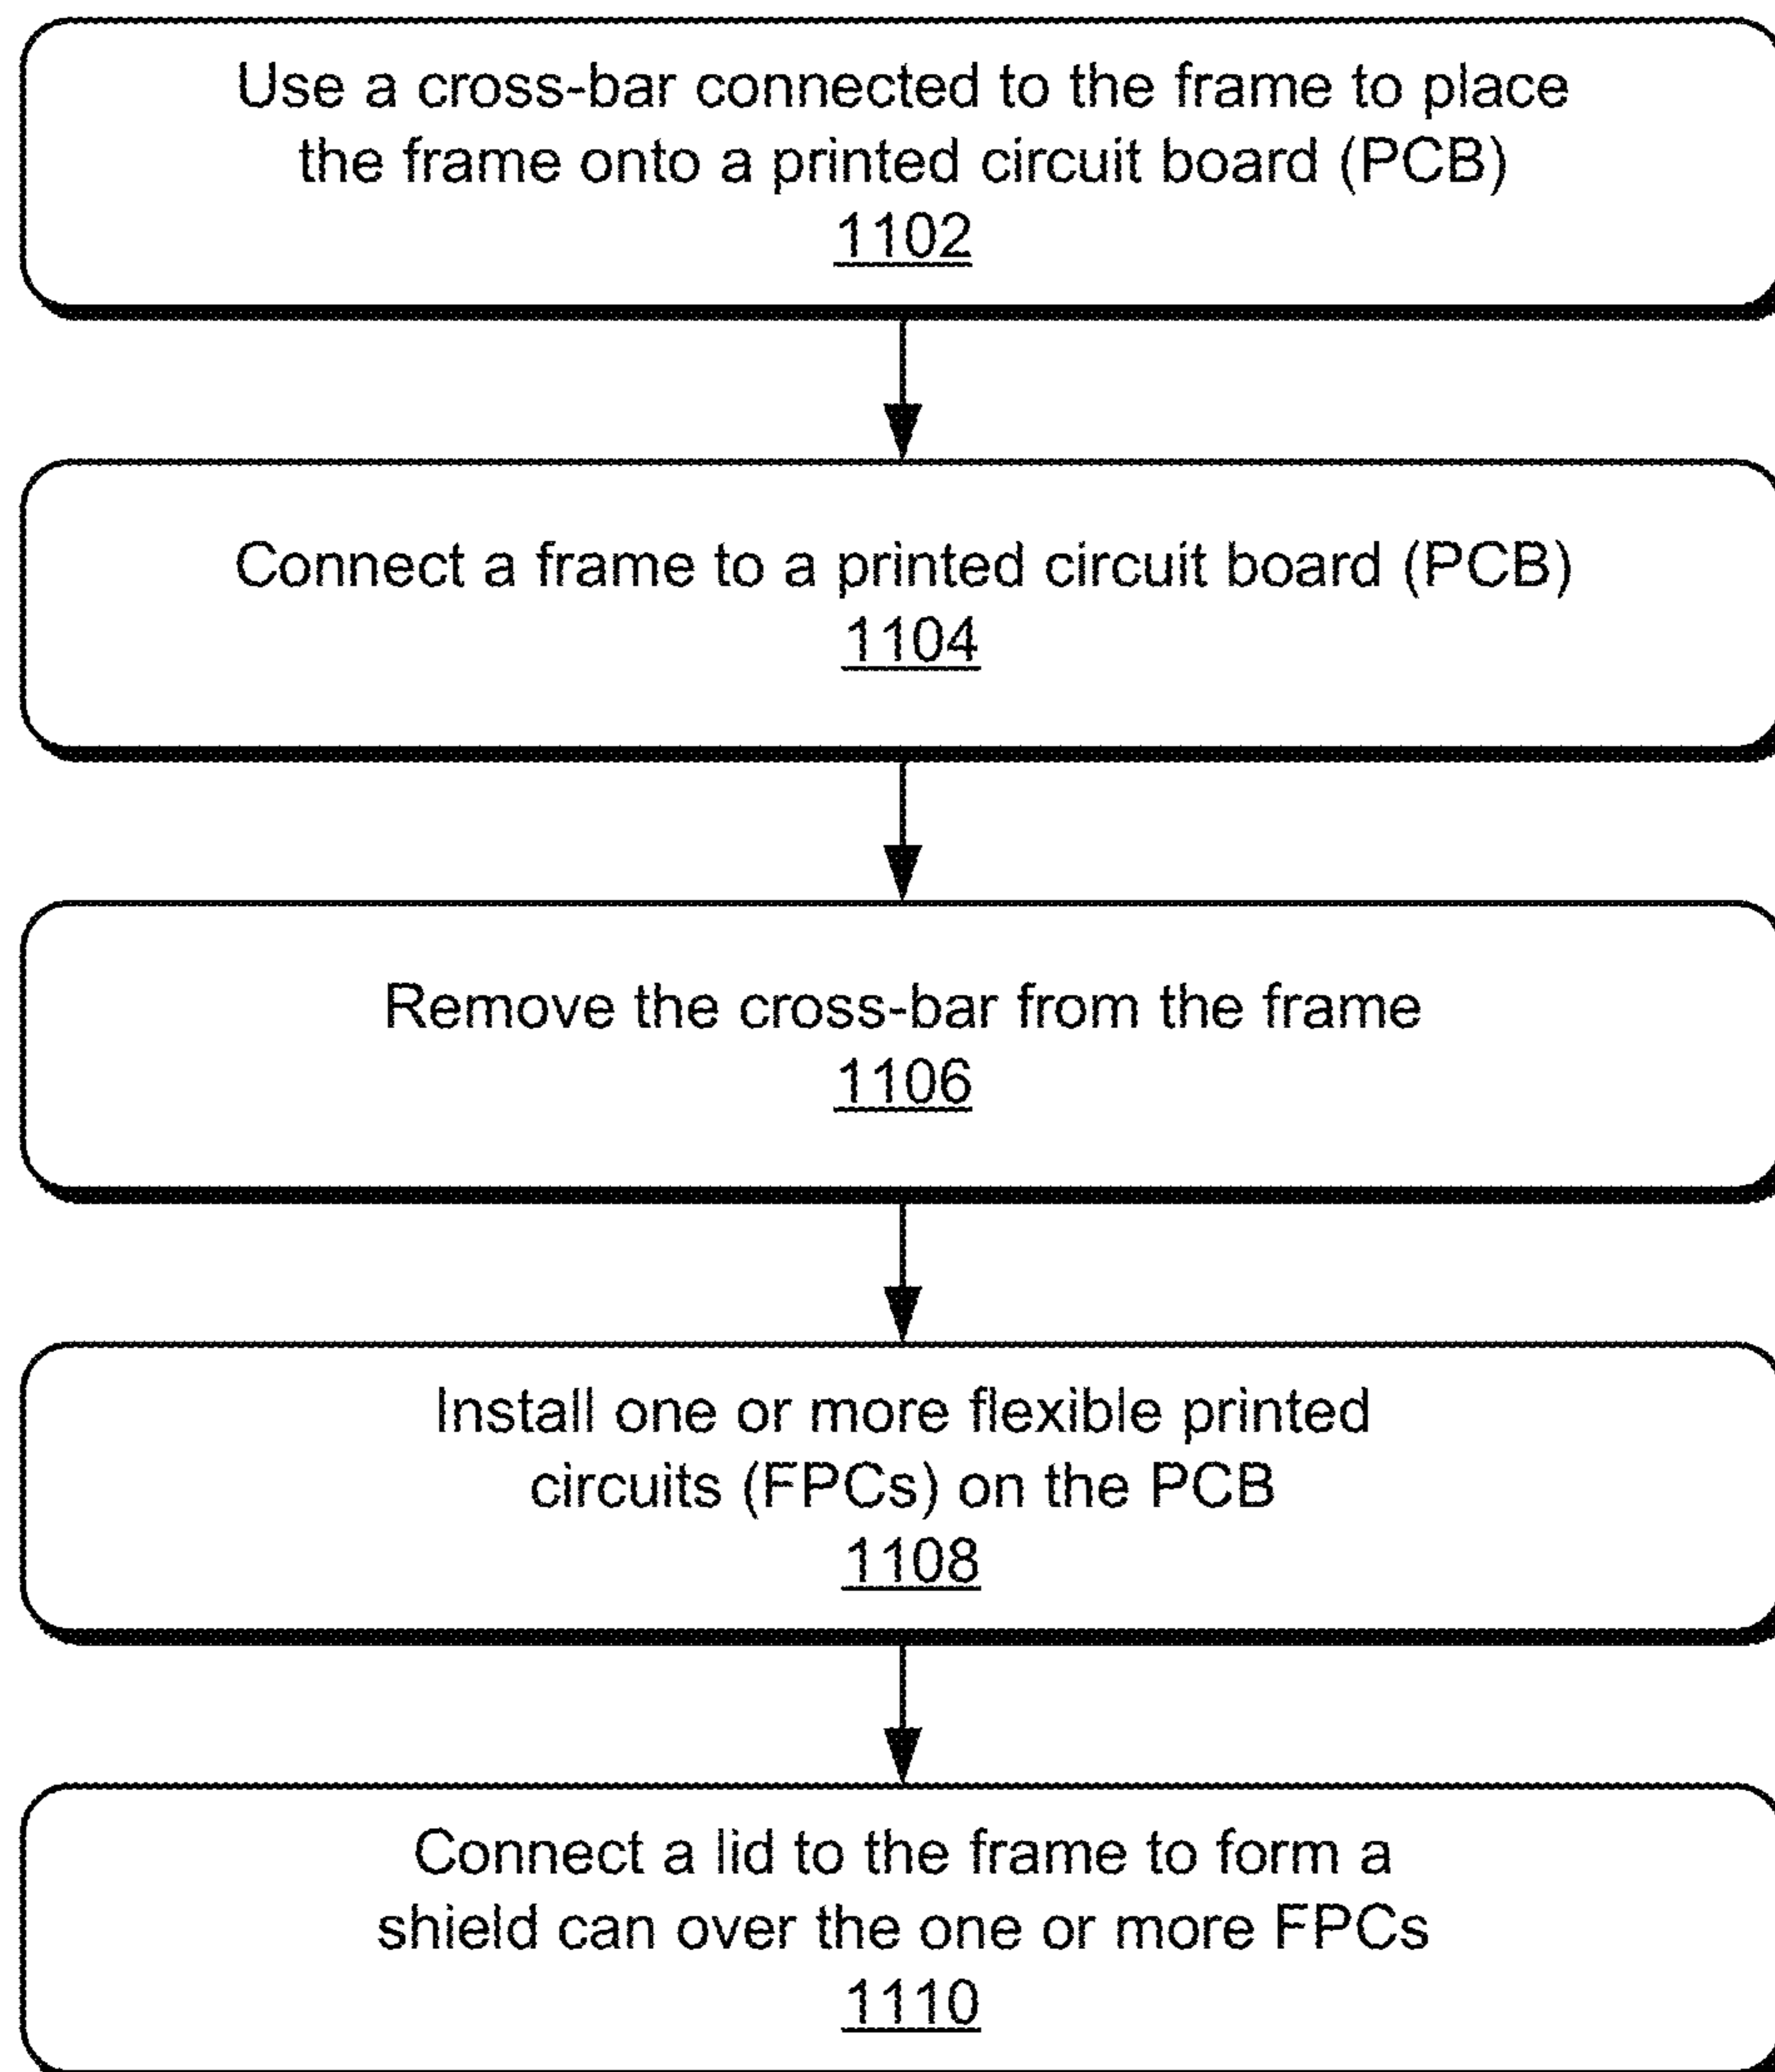 Use a cross-bar connected to the frame to place
the frame onto a printed circuit board (PCB)
1102
Connect a frame to a printed circuit board (PCB)
1104
Remove the cross-bar from the frame
1106
Install one or more flexible printed
circuits (FPCs) on the PCB
1108
Connect a lid to the frame to form a
shield can over the one or more FPCs
1110